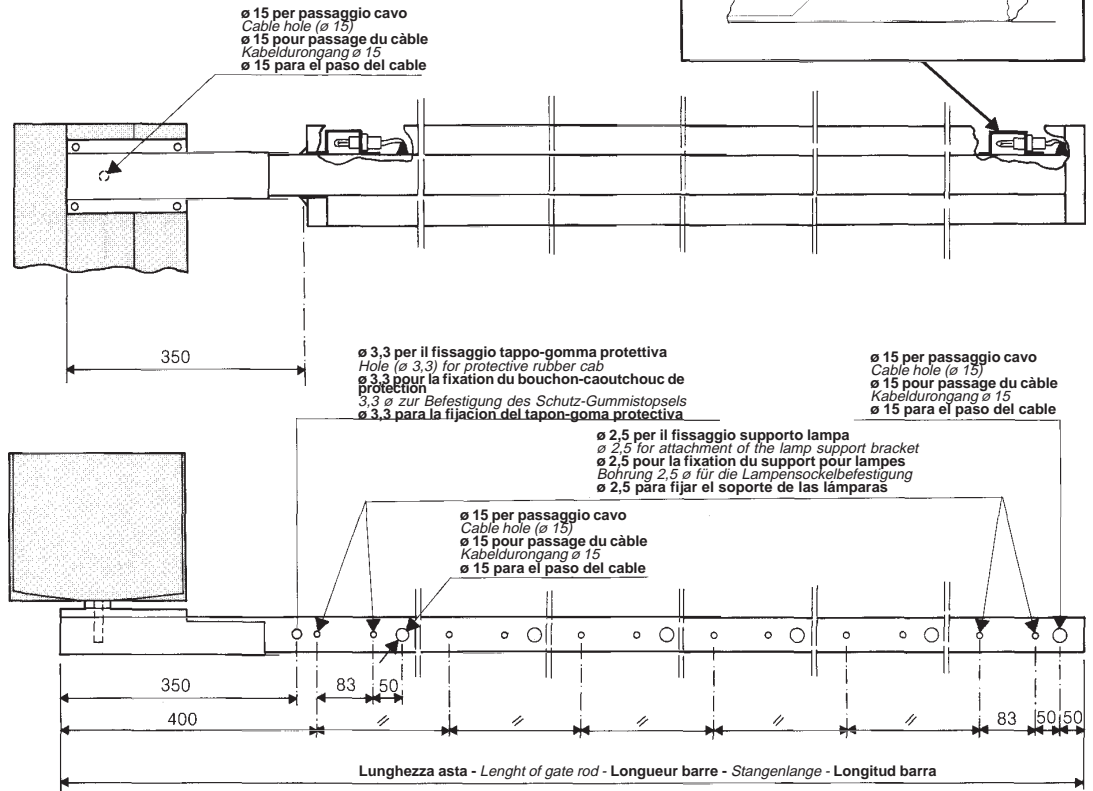 ø 15 per passaggio cavo
Cable hole (ø 15)
ø 15 pour passage du càble
Kabeldurongang ø 15
ø 15 para el paso del cable
350
ø 3,3 per il fissaggio tappo-gomma protettiva
Hole (ø 3,3) for protective rubber cab
ø 3,3 pour la fixation du bouchon-caoutchouc de
protection
3,3 ø zur Befestigung des Schutz-Gummistopsels
ø 3,3 para la fijacion del tapon-goma protectiva
ø 15 per passaggio cavo
Cable hole (ø 15)
ø 15 pour passage du càble
Kabeldurongang ø 15
ø 15 para el paso del cable
ø 2,5 per il fissaggio supporto lampa
ø 2,5 for attachment of the lamp support bracket
ø 2,5 pour la fixation du support pour lampes
Bohrung 2,5 ø für die Lampensockelbefestigung
ø 2,5 para fijar el soporte de las lámparas
ø 15 per passaggio cavo
Cable hole (ø 15)
ø 15 pour passage du càble
Kabeldurongang ø 15
ø 15 para el paso del cable
350 83 50
400 // // // // // 83 50 50
Lunghezza asta - Lenght of gate rod - Longueur barre - Stangenlange - Longitud barra